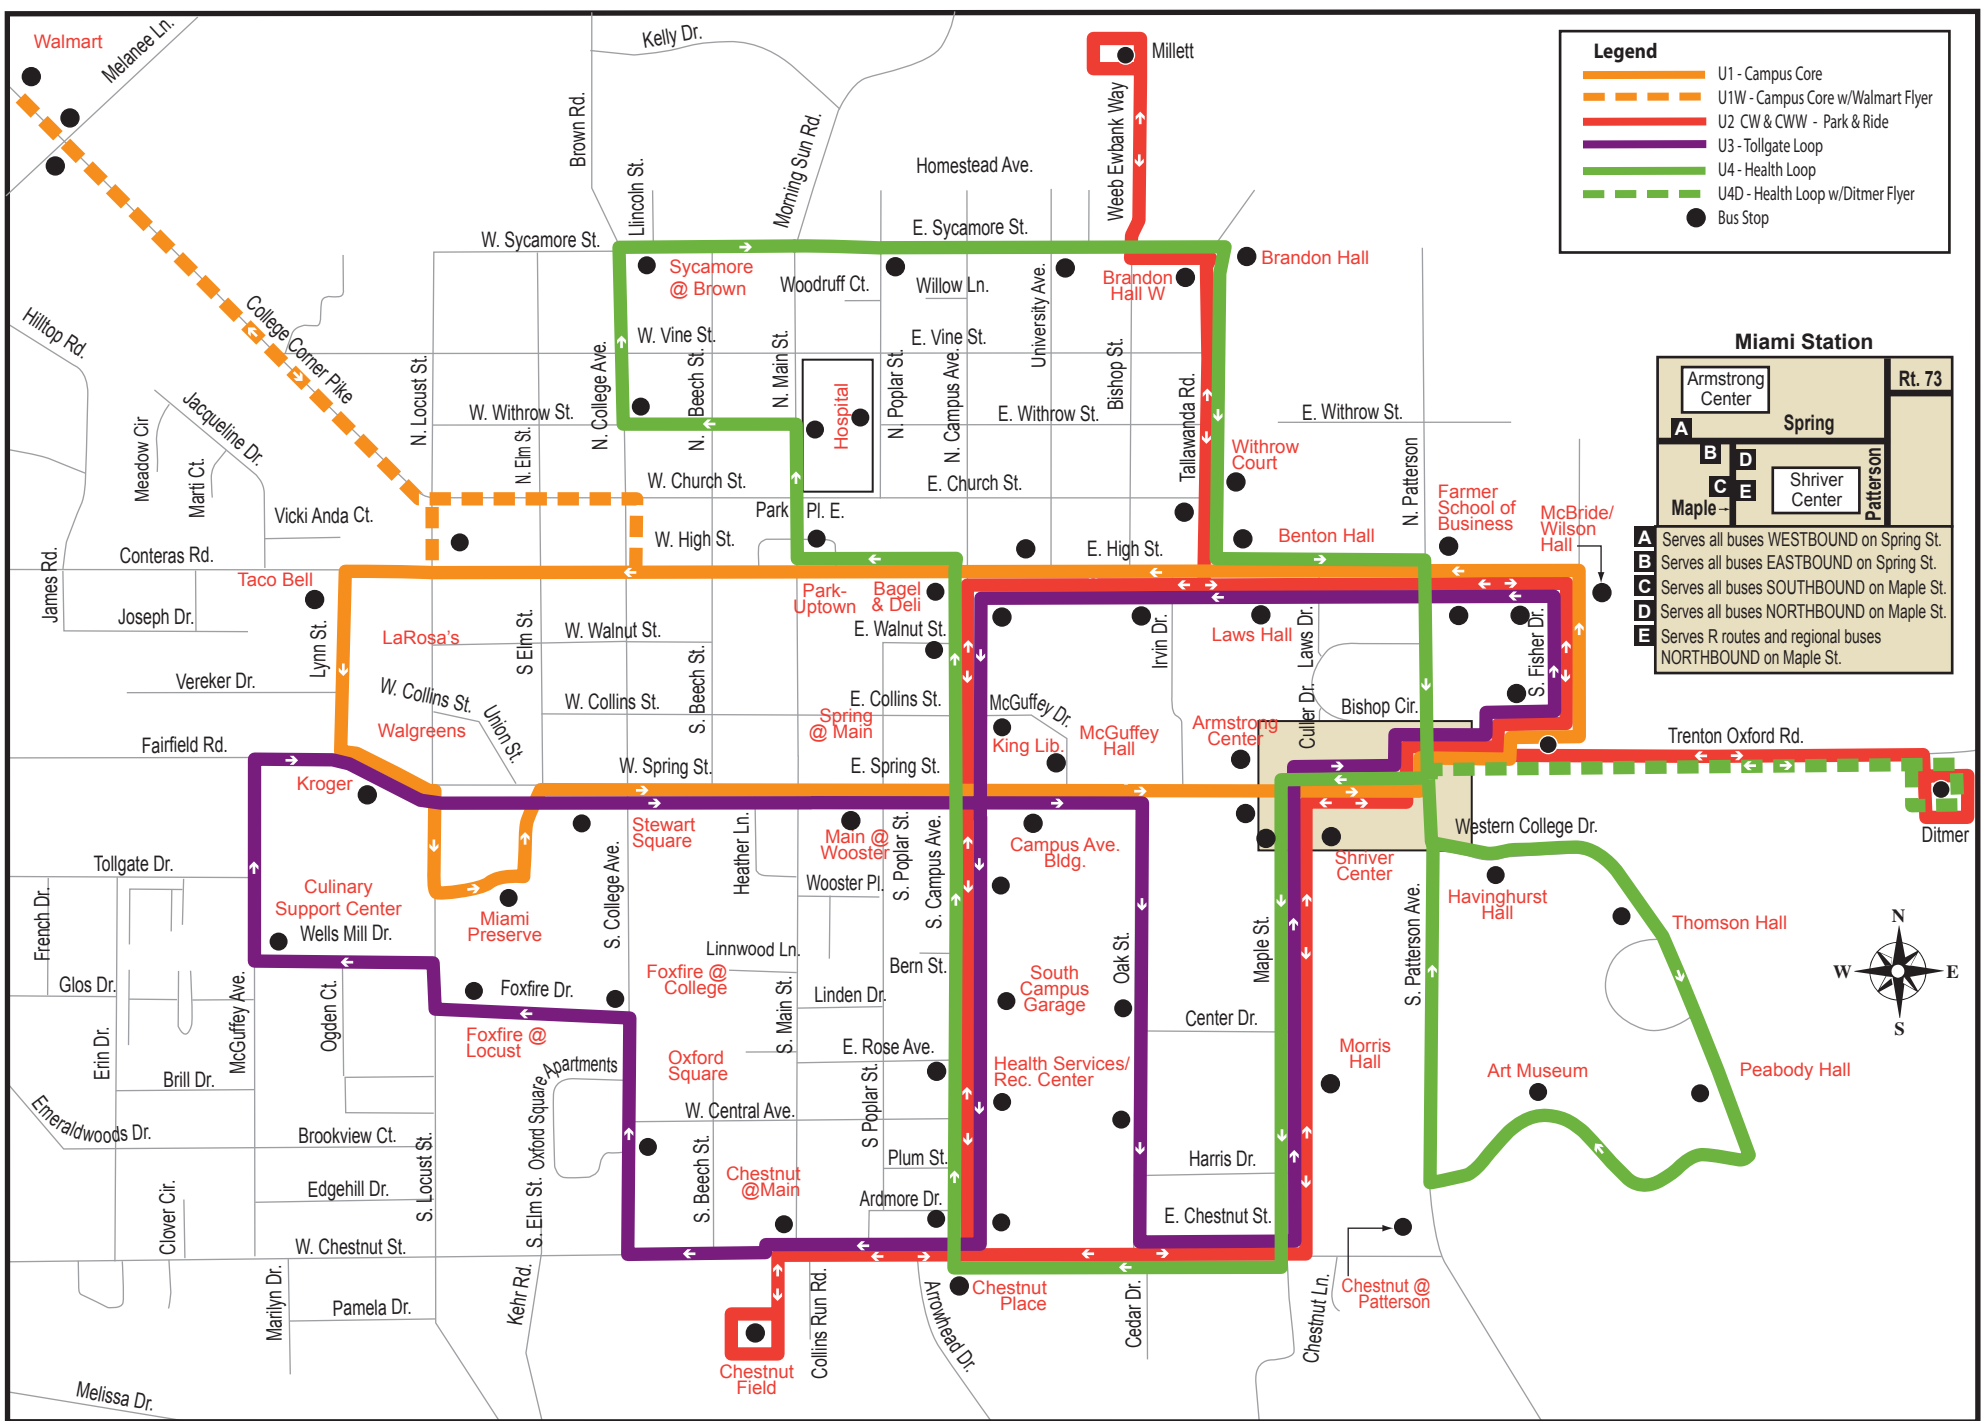 Walmart
Melanee Ln.
Kelly Dr.
Brown Rd.
Morning Sun Rd.
Llincoln St.
Homestead Ave.
Weeb Ewbank Way
Millett
Legend
U1 - Campus Core
U1W - Campus Core w/Walmart Flyer
U2 CW & CWW - Park & Ride
U3 - Tollgate Loop
U4 - Health Loop
U4D - Health Loop w/Ditmer Flyer
Bus Stop
W. Sycamore St.
E. Sycamore St.
Sycamore
@ Brown
Woodruff Ct.
Willow Ln.
University Ave.
Brandon
Hall W
Brandon Hall
Hilltop Rd.
College Corner Pike
W. Vine St.
E. Vine St.
N. Locust St.
N. College Ave.
N. Beech St.
N. Main St.
Hospital
N. Poplar St.
N. Campus Ave.
Bishop St.
Tallawanda Rd.
W. Withrow St.
E. Withrow St.
E. Withrow St.
N. Elm St.
Meadow Cir
Jacqueline Dr.
Marti Ct.
Vicki Anda Ct.
W. Church St.
E. Church St.
Park Pl. E.
Withrow
Court
N. Patterson
Farmer
School of
Business
McBride/
Wilson
Hall
Benton Hall
W. High St.
E. High St.
Miami Station
Armstrong
Center
Rt. 73
A
Spring
B
D
C
E
Shriver
Center
Maple
Patterson
A Serves all buses WESTBOUND on Spring St.
B Serves all buses EASTBOUND on Spring St.
C Serves all buses SOUTHBOUND on Maple St.
D Serves all buses NORTHBOUND on Maple St.
E Serves R routes and regional buses
NORTHBOUND on Maple St.
James Rd.
Conteras Rd.
Taco Bell
Joseph Dr.
Lynn St.
LaRosa's
S Elm St.
W. Walnut St.
Park-
Uptown
Bagel
& Deli
E. Walnut St.
Irvin Dr.
Laws Hall
Laws Dr.
S. Fisher Dr.
Vereker Dr.
W. Collins St.
Union St.
W. Collins St.
S. Beech St.
E. Collins St.
McGuffey Dr.
Culler Dr.
Bishop Cir.
Walgreens
Spring
@ Main
King Lib.
McGuffey
Hall
Armstrong
Center
Trenton Oxford Rd.
Fairfield Rd.
Kroger
W. Spring St.
E. Spring St.
Stewart
Square
Heather Ln.
Main @
Wooster
S. Poplar St.
S. Campus Ave.
Campus Ave.
Bldg.
Shriver
Center
Western College Dr.
Ditmer
Tollgate Dr.
French Dr.
Culinary
Support Center
Wells Mill Dr.
Miami
Preserve
S. College Ave.
Wooster Pl.
Havinghurst
Hall
Thomson Hall
N
W
E
S
Glos Dr.
Erin Dr.
McGuffey Ave.
Ogden Ct.
Foxfire Dr.
Foxfire @
Locust
Foxfire @
College
Linnwood Ln.
S. Main St.
Bern St.
Linden Dr.
South
Campus
Garage
Oak St.
Maple St.
S. Patterson Ave.
Center Dr.
Brill Dr.
Emeraldwoods Dr.
Oxford Square Apartments
Oxford
Square
E. Rose Ave.
Health Services/
Rec. Center
Morris
Hall
Art Museum
Peabody Hall
W. Central Ave.
S Poplar St.
Brookview Ct.
Plum St.
Harris Dr.
Clover Cir.
Edgehill Dr.
S. Locust St.
S. Elm St.
S. Beech St.
Chestnut
@Main
Ardmore Dr.
E. Chestnut St.
W. Chestnut St.
Marilyn Dr.
Pamela Dr.
Kehr Rd.
Chestnut
Field
Collins Run Rd.
Arrowhead Dr.
Chestnut
Place
Cedar Dr.
Chestnut Ln.
Chestnut @
Patterson
Melissa Dr.